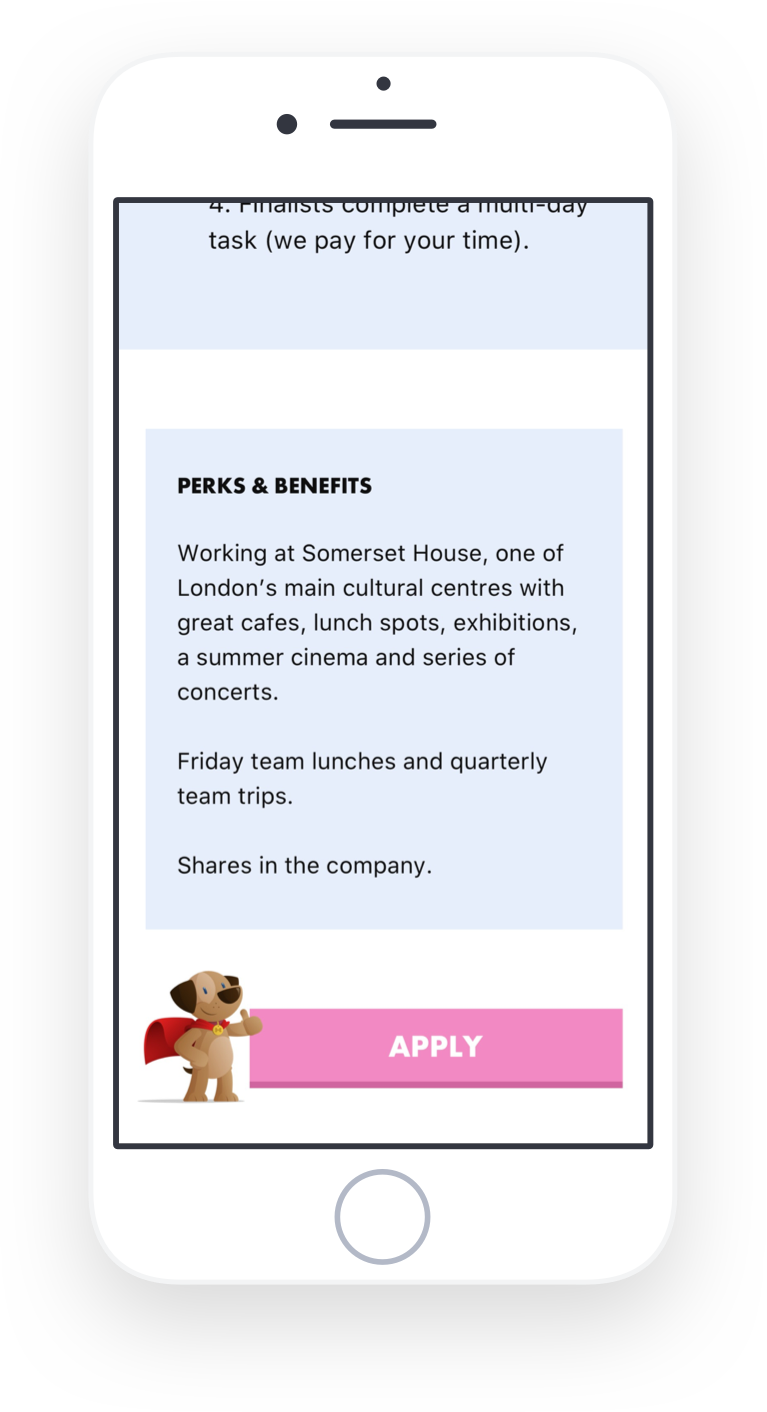 4. Finalists complete a multi-day
task (we pay for your time).
PERKS & BENEFITS
Working at Somerset House, one of
London’s main cultural centres with
great cafes, lunch spots, exhibitions,
a summer cinema and series of
concerts.
Friday team lunches and quarterly
team trips.
Shares in the company.
APPLY